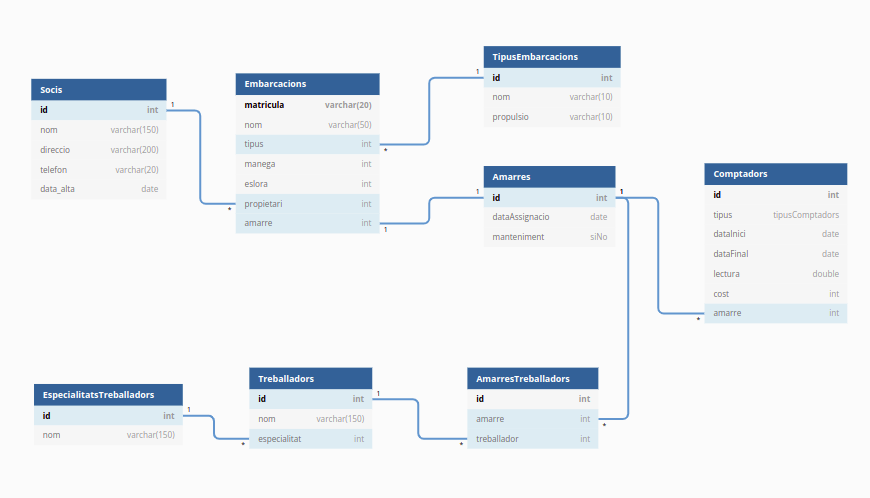 TipusEmbarcacions
1 id int
nom varchar(10)
propulsio varchar(10)
Embarcacions
matricula varchar(20)
nom varchar(50)
tipus int *
manega int
eslora int
propietari int
amarre int 1
Socis
id int 1
nom varchar(150)
direccio varchar(200)
telefon varchar(20)
data_alta date
*
Amarres
1 id int 1
dataAssignacio date
manteniment siNo
Comptadors
id int
tipus tipusComptadors
dataInici date
dataFinal date
lectura double
cost int
* amarre int
EspecialitatsTreballadors
id int 1
nom varchar(150)
Treballadors
id int 1
nom varchar(150)
* especialitat int
AmarresTreballadors
id int
amarre int *
* treballador int